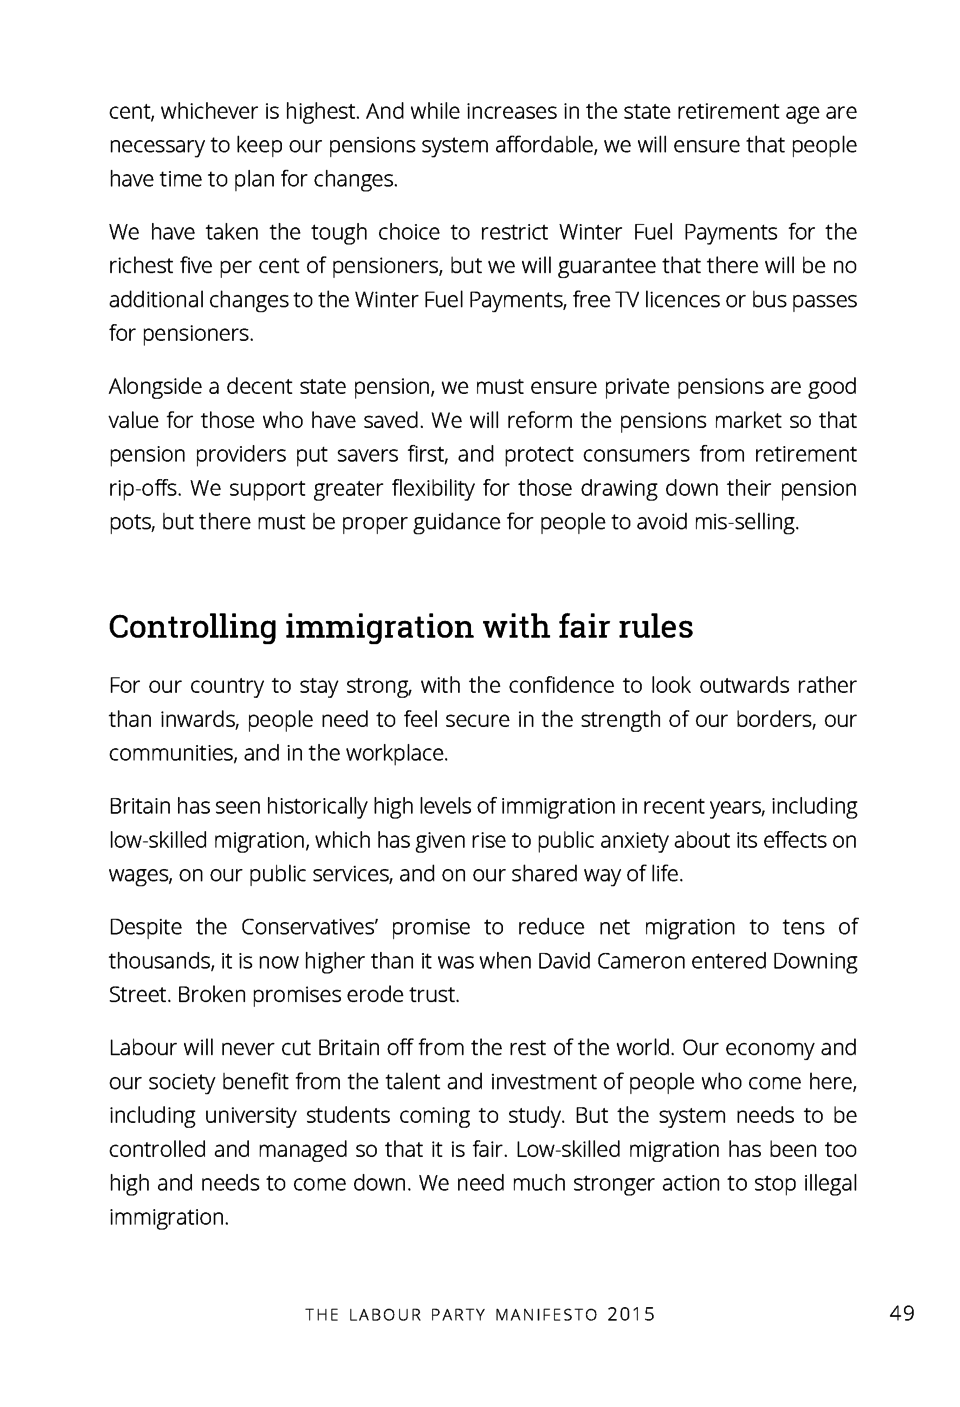 cent, whichever is highest. And while increases in the state retirement age are
necessary to keep our pensions system affordable, we will ensure that people
have time to plan for changes.
We have taken the tough choice to restrict Winter Fuel Payments for the
richest five per cent of pensioners, but we will guarantee that there will be no
additional changes to the Winter Fuel Payments, free TV licences or bus passes
for pensioners.
Alongside a decent state pension, we must ensure private pensions are good
value for those who have saved. We will reform the pensions market so that
pension providers put savers first, and protect consumers from retirement
rip-offs. We support greater flexibility for those drawing down their pension
pots, but there must be proper guidance for people to avoid mis-selling.
Controlling immigration with fair rules
For our country to stay strong, with the confidence to look outwards rather
than inwards, people need to feel secure in the strength of our borders, our
communities, and in the workplace.
Britain has seen historically high levels of immigration in recent years, including
low-skilled migration, which has given rise to public anxiety about its effects on
wages, on our public services, and on our shared way of life.
Despite the Conservatives’ promise to reduce net migration to tens of
thousands, it is now higher than it was when David Cameron entered Downing
Street. Broken promises erode trust.
Labour will never cut Britain off from the rest of the world. Our economy and
our society benefit from the talent and investment of people who come here,
including university students coming to study. But the system needs to be
controlled and managed so that it is fair. Low-skilled migration has been too
high and needs to come down. We need much stronger action to stop illegal
immigration.
THE LABOUR PARTY MANIFESTO 2015 49